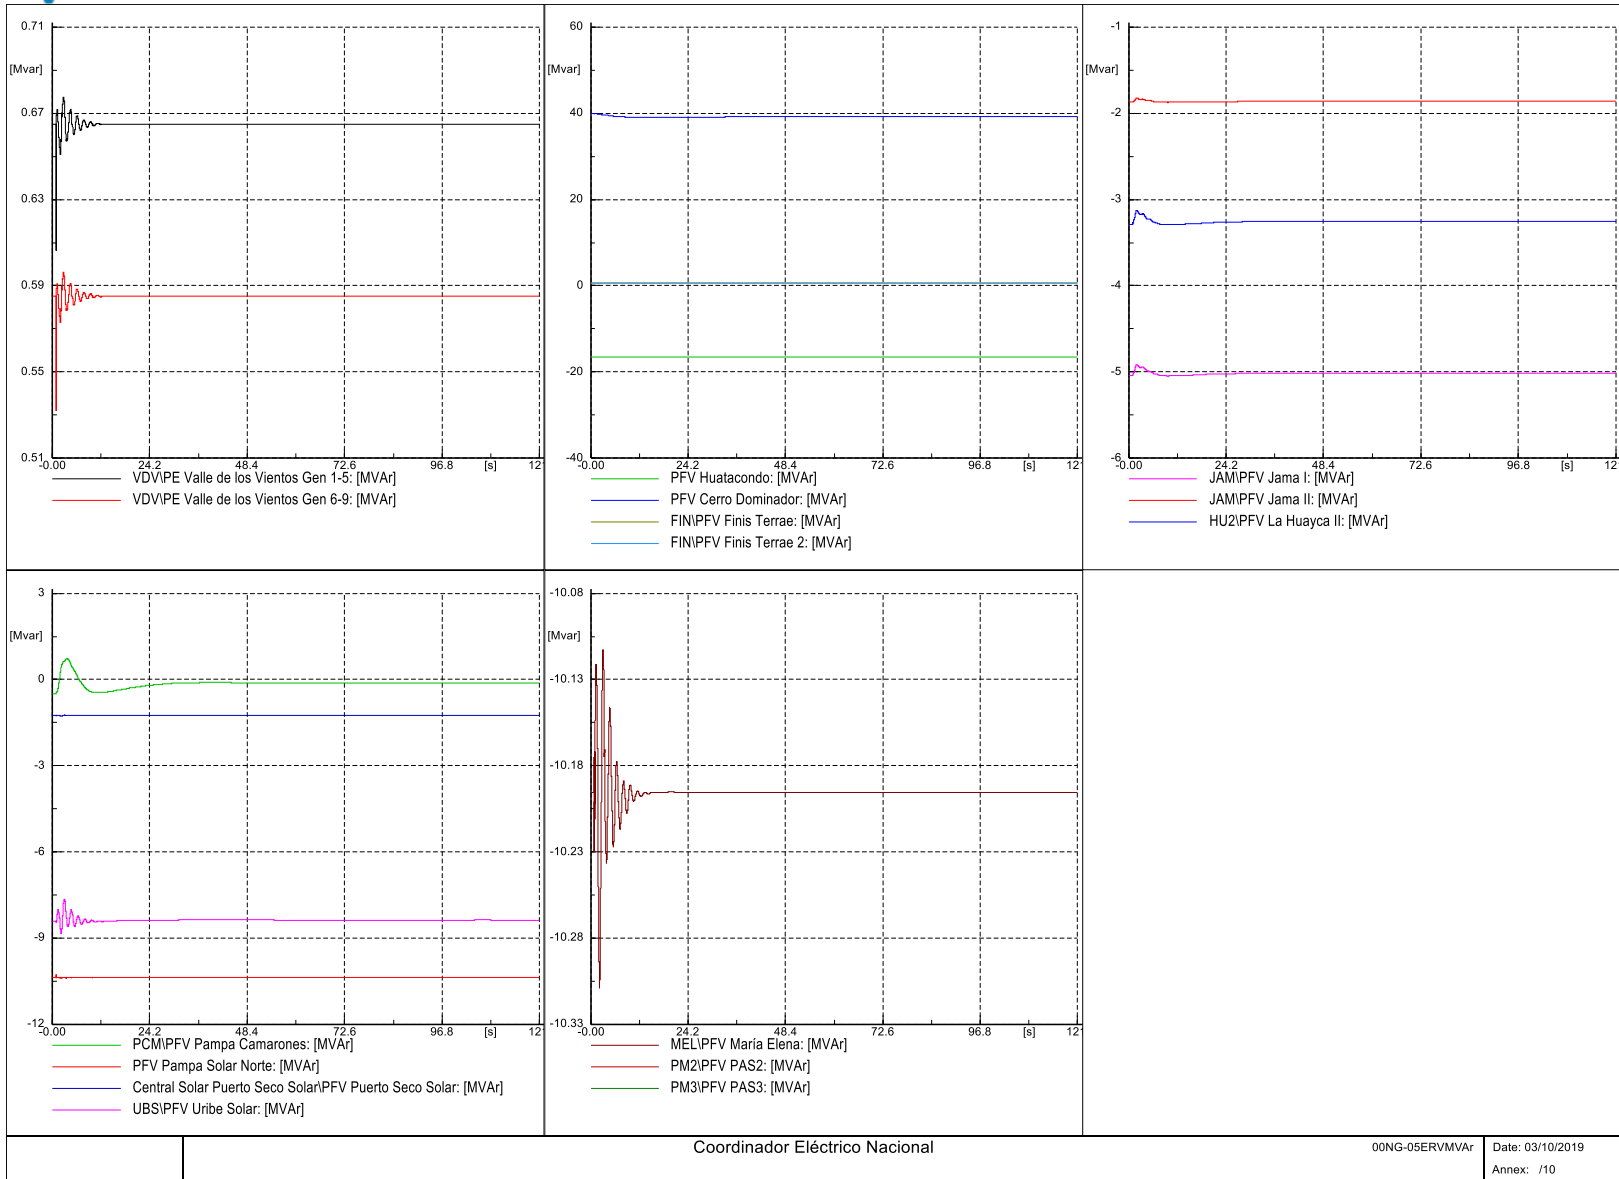 0.71
[Mvar]
0.67
0.63
0.59
0.55
0.51
-0.00 24.2 48.4 72.6 96.8 [s] 12
VDV\PE Valle de los Vientos Gen 1-5: [MVAr]
VDV\PE Valle de los Vientos Gen 6-9: [MVAr]
60
[Mvar]
40
20
0
-20
-40
-0.00 24.2 48.4 72.6 96.8 [s] 12
PFV Huatacondo: [MVAr]
PFV Cerro Dominador: [MVAr]
FIN\PFV Finis Terrae: [MVAr]
FIN\PFV Finis Terrae 2: [MVAr]
-1
[Mvar]
-2
-3
-4
-5
-6
-0.00 24.2 48.4 72.6 96.8 [s] 12
JAM\PFV Jama I: [MVAr]
JAM\PFV Jama II: [MVAr]
HU2\PFV La Huayca II: [MVAr]
3
[Mvar]
0
-3
-6
-9
-12
-0.00 24.2 48.4 72.6 96.8 [s] 12
PCM\PFV Pampa Camarones: [MVAr]
PFV Pampa Solar Norte: [MVAr]
Central Solar Puerto Seco Solar\PFV Puerto Seco Solar: [MVAr]
UBS\PFV Uribe Solar: [MVAr]
-10.08
[Mvar]
-10.13
-10.18
-10.23
-10.28
-10.33
-0.00 24.2 48.4 72.6 96.8 [s] 12
MEL\PFV María Elena: [MVAr]
PM2\PFV PAS2: [MVAr]
PM3\PFV PAS3: [MVAr]
Coordinador Eléctrico Nacional
00NG-05ERVMVAr
Date: 03/10/2019
Annex: /10